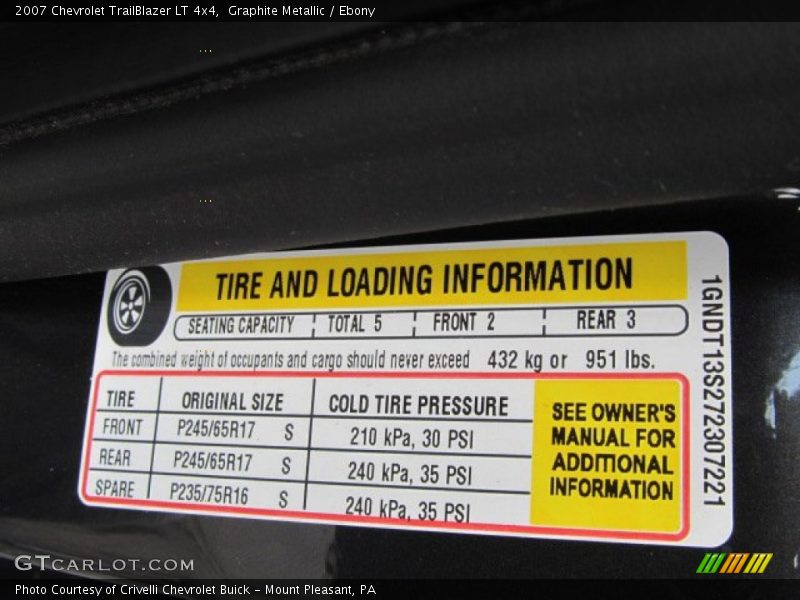 2007 Chevrolet TrailBlazer LT 4x4,  Graphite Metallic / Ebony
TIRE AND LOADING INFORMATION
SEATING CAPACITY TOTAL 5 FRONT 2 REAR 3
The combined weight of occupants and cargo should never exceed 432 kg or 951 lbs.
TIRE ORIGINAL SIZE COLD TIRE PRESSURE
FRONT P245/65R17 S 210 kPa, 30 PSI
REAR P245/65R17 S 240 kPa, 35 PSI
SPARE P235/75R16 S 240 kPa, 35 PSI
SEE OWNER'S
MANUAL FOR
ADDITIONAL
INFORMATION
1GNDT13S272307221
GTCARLOT.COM
Photo Courtesy of Crivelli Chevrolet Buick - Mount Pleasant, PA